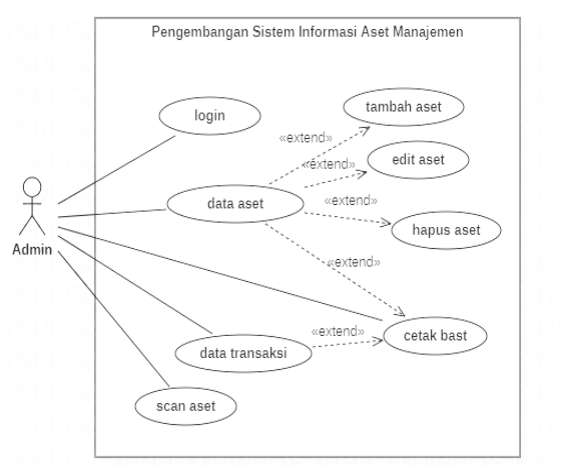 Pengembangan Sistem Informasi Aset Manajemen
login
tambah aset
«extend»
edit aset
«extend»
data aset
«extend»
hapus aset
Admin
«extend»
cetak bast
«extend»
data transaksi
scan aset